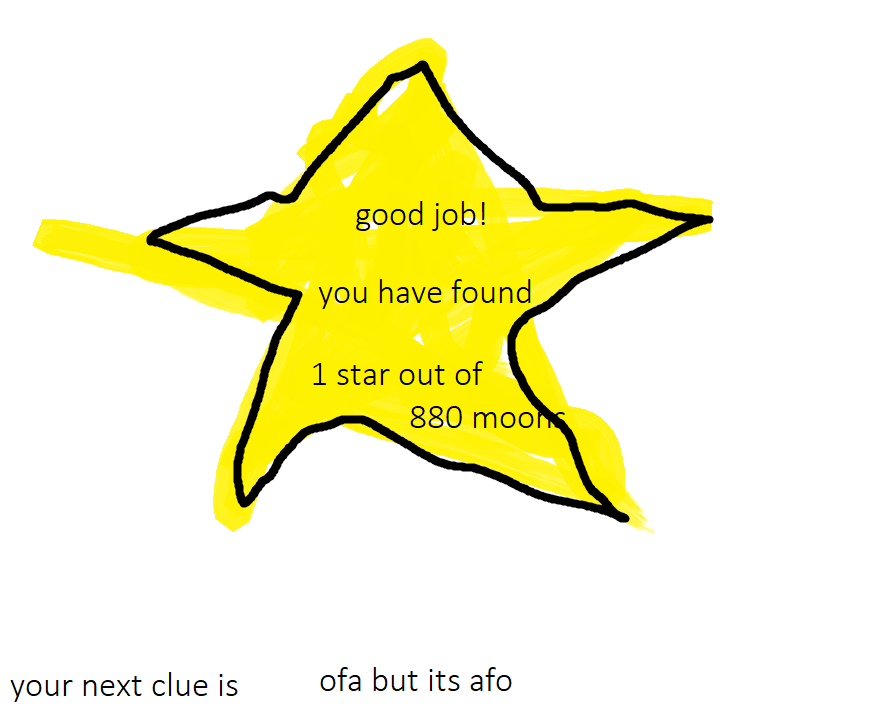 good job!
you have found
1 star out of
880 moons
your next clue is ofa but its afo